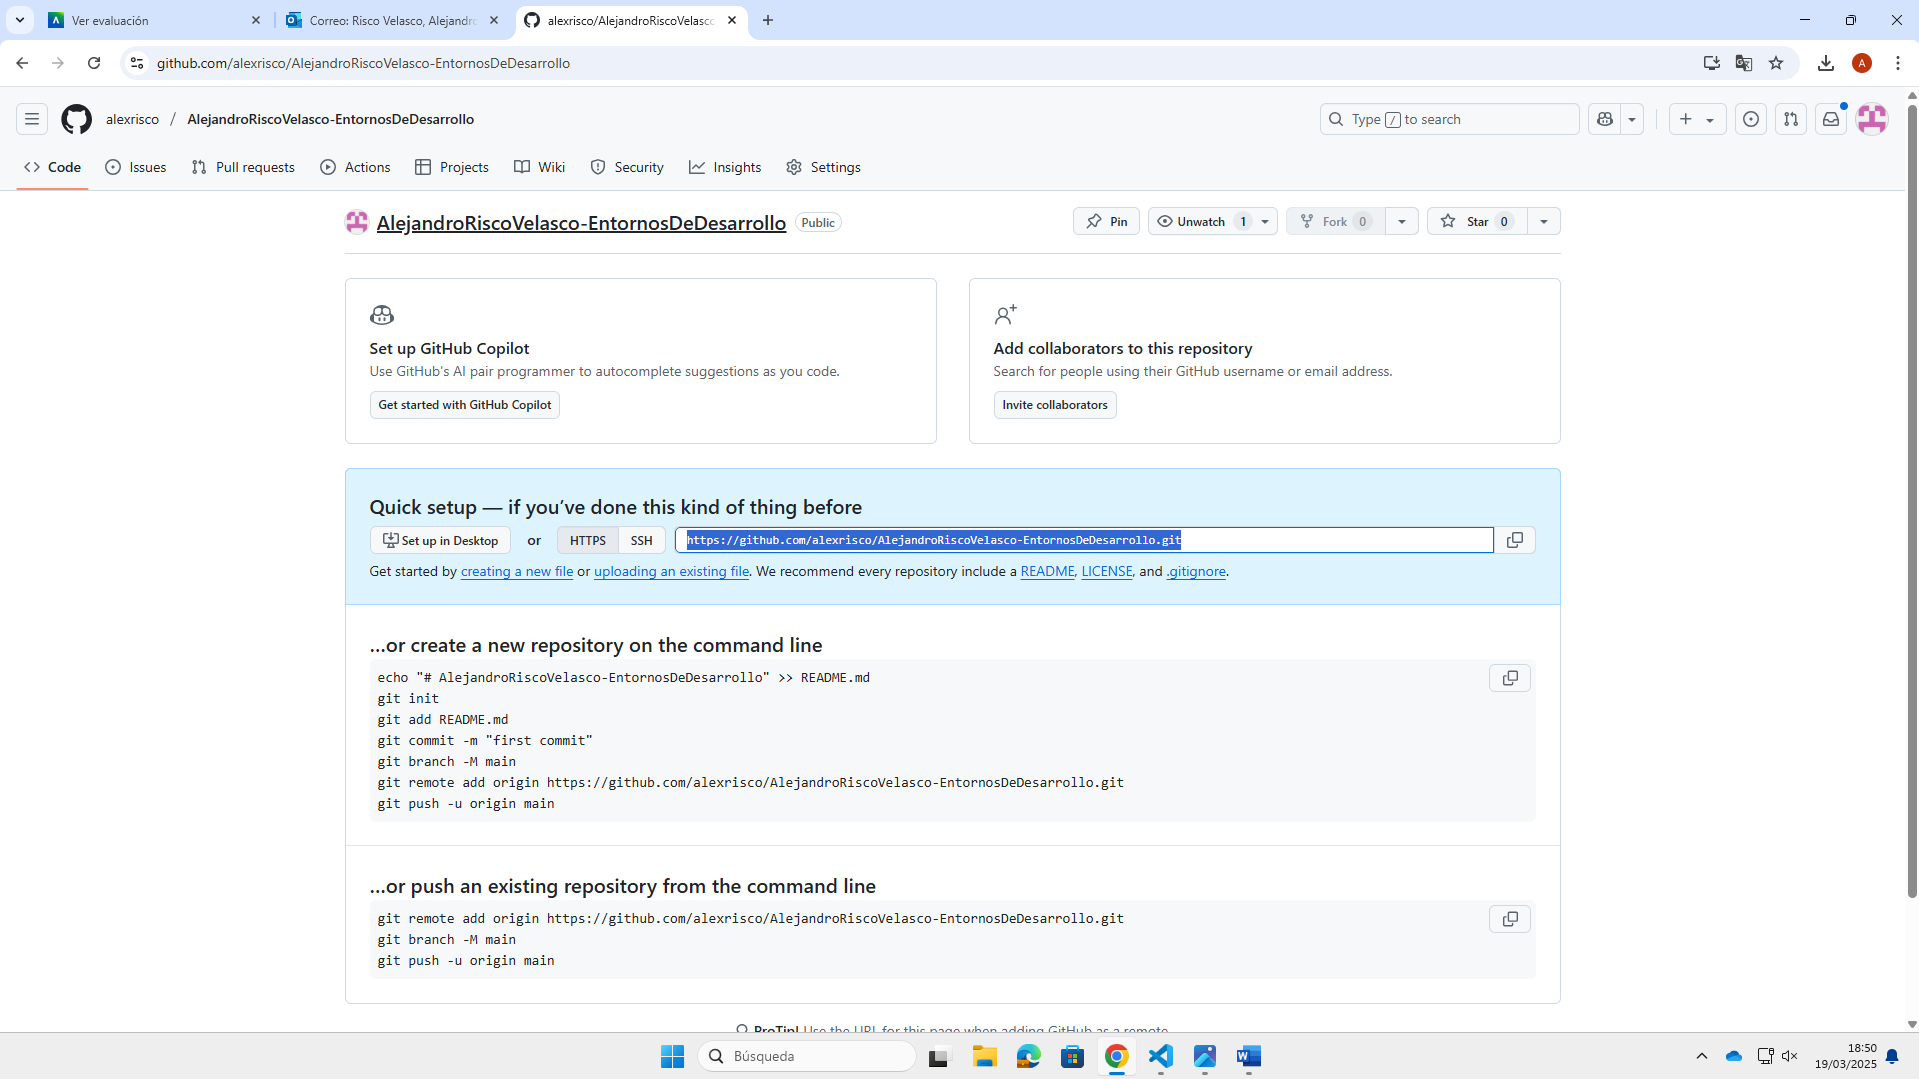 Ver evaluación
Correo: Risco Velasco, Alejandro
alexrisco/AlejandroRiscoVelasco
github.com/alexrisco/AlejandroRiscoVelasco-EntornosDeDesarrollo
A
alexrisco / AlejandroRiscoVelasco-EntornosDeDesarrollo
Type / to search
Code Issues Pull requests Actions Projects Wiki Security Insights Settings
AlejandroRiscoVelasco-EntornosDeDesarrollo Public
Pin Unwatch 1 Fork 0 Star 0
Set up GitHub Copilot
Use GitHub's AI pair programmer to autocomplete suggestions as you code.
Get started with GitHub Copilot
Add collaborators to this repository
Search for people using their GitHub username or email address.
Invite collaborators
Quick setup — if you’ve done this kind of thing before
Set up in Desktop or HTTPS SSH https://github.com/alexrisco/AlejandroRiscoVelasco-EntornosDeDesarrollo.git
Get started by creating a new file or uploading an existing file. We recommend every repository include a README, LICENSE, and .gitignore.
…or create a new repository on the command line
echo "# AlejandroRiscoVelasco-EntornosDeDesarrollo" >> README.md
git init
git add README.md
git commit -m "first commit"
git branch -M main
git remote add origin https://github.com/alexrisco/AlejandroRiscoVelasco-EntornosDeDesarrollo.git
git push -u origin main
…or push an existing repository from the command line
git remote add origin https://github.com/alexrisco/AlejandroRiscoVelasco-EntornosDeDesarrollo.git
git branch -M main
git push -u origin main
ProTip! Use the URL for this page when adding GitHub as a remote.
Búsqueda
18:50
19/03/2025